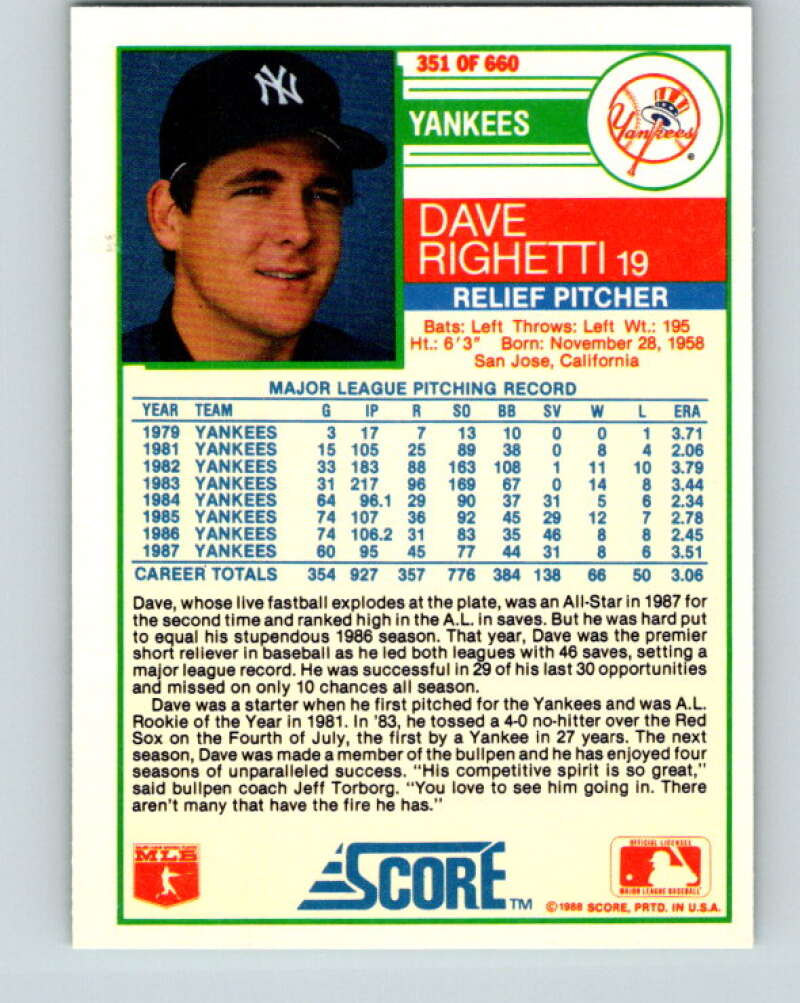 351 OF 660
NY
YANKEES
Yankees
DAVE
RIGHETTI 19
RELIEF PITCHER
Bats: Left Throws: Left Wt.: 195
Ht.: 6'3" Born: November 28, 1958
San Jose, California
MAJOR LEAGUE PITCHING RECORD
YEAR TEAM G IP R SO BB SV W L ERA
1979 YANKEES 3 17 7 13 10 0 0 1 3.71
1981 YANKEES 15 105 25 89 38 0 8 4 2.06
1982 YANKEES 33 183 88 163 108 1 11 10 3.79
1983 YANKEES 31 217 96 169 67 0 14 8 3.44
1984 YANKEES 64 96.1 29 90 37 31 5 6 2.34
1985 YANKEES 74 107 36 92 45 29 12 7 2.78
1986 YANKEES 74 106.2 31 83 35 46 8 8 2.45
1987 YANKEES 60 95 45 77 44 31 8 6 3.51
CAREER TOTALS 354 927 357 776 384 138 66 50 3.06
Dave, whose live fastball explodes at the plate, was an All-Star in 1987 for
the second time and ranked high in the A.L. in saves. But he was hard put
to equal his stupendous 1986 season. That year, Dave was the premier
short reliever in baseball as he led both leagues with 46 saves, setting a
major league record. He was successful in 29 of his last 30 opportunities
and missed on only 10 chances all season.
Dave was a starter when he first pitched for the Yankees and was A.L.
Rookie of the Year in 1981. In '83, he tossed a 4-0 no-hitter over the Red
Sox on the Fourth of July, the first by a Yankee in 27 years. The next
season, Dave was made a member of the bullpen and he has enjoyed four
seasons of unparalleled success. "His competitive spirit is so great,"
said bullpen coach Jeff Torborg. "You love to see him going in. There
aren't many that have the fire he has."
MLB
SCORE TM
OFFICIAL LICENSEE
MAJOR LEAGUE BASEBALL
©1988 SCORE, PRTD. IN U.S.A.